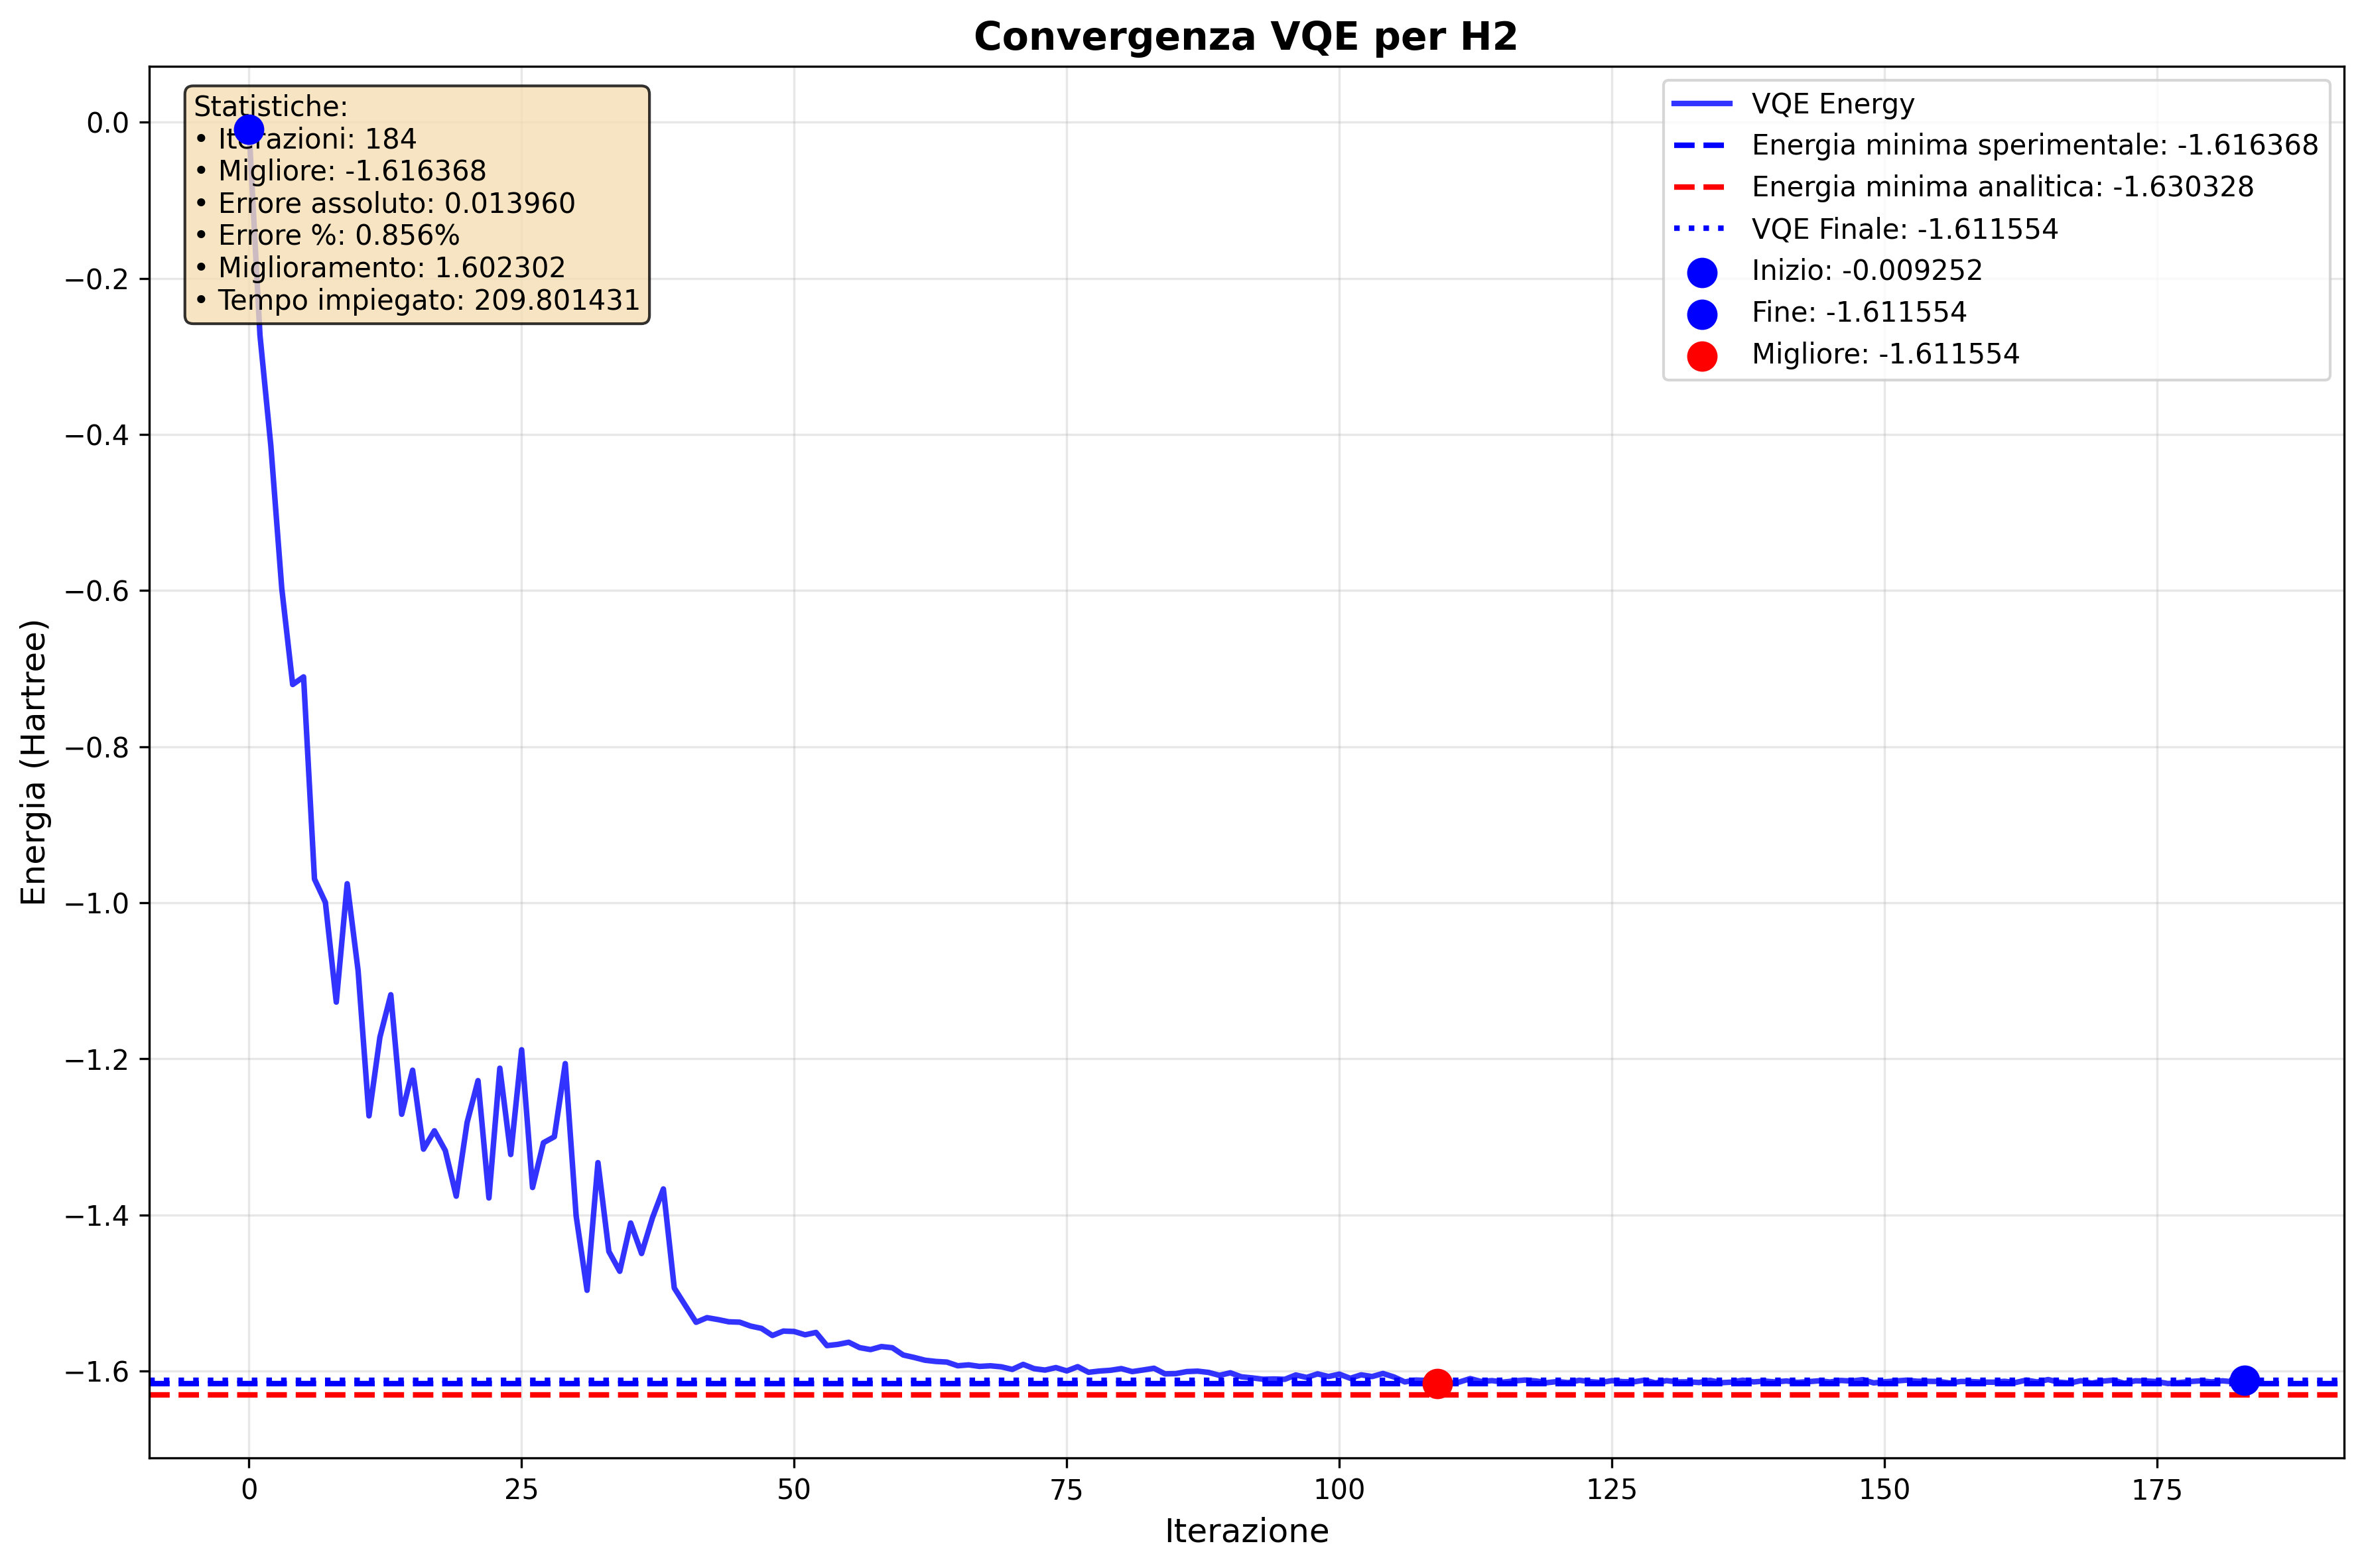 Convergenza VQE per H2
Statistiche:
• Iterazioni: 184
• Migliore: -1.616368
• Errore assoluto: 0.013960
• Errore %: 0.856%
• Miglioramento: 1.602302
• Tempo impiegato: 209.801431
VQE Energy
Energia minima sperimentale: -1.616368
Energia minima analitica: -1.630328
VQE Finale: -1.611554
Inizio: -0.009252
Fine: -1.611554
Migliore: -1.611554
Energia (Hartree)
0.0
−0.2
−0.4
−0.6
−0.8
−1.0
−1.2
−1.4
−1.6
0
25
50
75
100
125
150
175
Iterazione